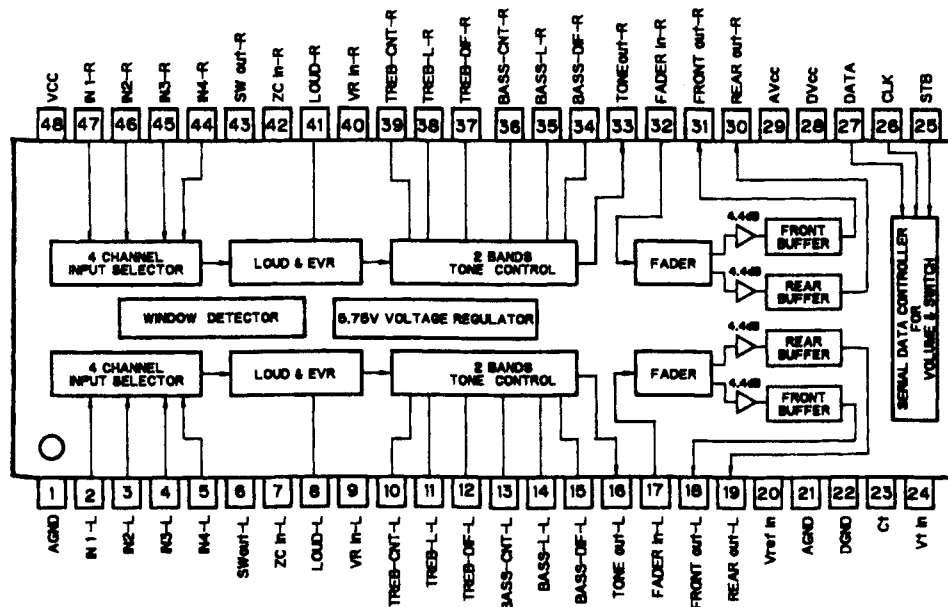 VCC
IN 1-R
IN2-R
IN3-R
IN4-R
SW out-R
ZC in-R
LOUD-R
VR in-R
TREB-CNT-R
TREB-L-R
TREB-DIF-R
BASS-CNT-R
BASS-L-R
BASS-DIF-R
TONEout-R
FADER in-R
FRONT out-R
REAR out-R
AVcc
DVcc
DATA
CLK
STB
48 47 46 45 44 43 42 41 40 39 38 37 36 35 34 33 32 31 30 29 28 27 26 25
4 CHANNEL
INPUT SELECTOR
LOUD & EVR
2 BANDS
TONE CONTROL
FADER
4.4dB
FRONT
BUFFER
4.4dB
REAR
BUFFER
WINDOW DETECTOR
5.75V VOLTAGE REGULATOR
4 CHANNEL
INPUT SELECTOR
LOUD & EVR
2 BANDS
TONE CONTROL
FADER
4.4dB
REAR
BUFFER
4.4dB
FRONT
BUFFER
SERIAL DATA CONTROLLER
FOR
VOLUME & SWITCH
1 2 3 4 5 6 7 8 9 10 11 12 13 14 15 16 17 18 19 20 21 22 23 24
AGND
IN 1-L
IN2-L
IN3-L
IN4-L
SWout-L
ZC in-L
LOUD-L
VR in-L
TREB-CNT-L
TREB-L-L
TREB-DIF-L
BASS-CNT-L
BASS-L-L
BASS-DIF-L
TONE out-L
FADER in-L
FRONT out-L
REAR out-L
Vref in
AGND
DGND
Ct
Vt in